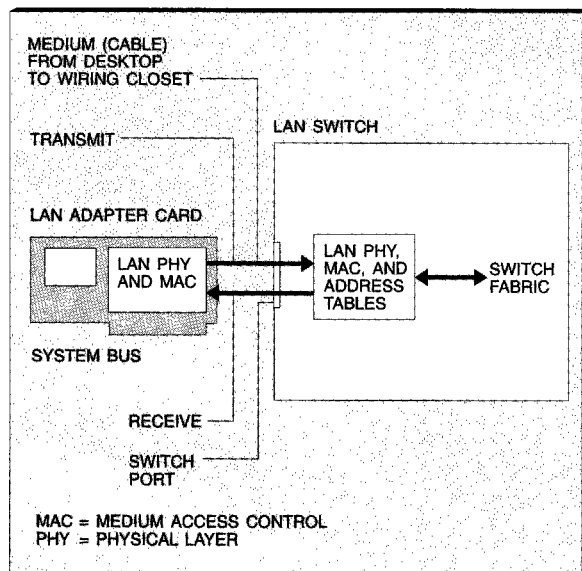 MEDIUM (CABLE)
FROM DESKTOP
TO WIRING CLOSET
LAN SWITCH
TRANSMIT
LAN ADAPTER CARD
LAN PHY
AND MAC
LAN PHY,
MAC, AND
ADDRESS
TABLES
SWITCH
FABRIC
SYSTEM BUS
RECEIVE
SWITCH
PORT
MAC = MEDIUM ACCESS CONTROL
PHY = PHYSICAL LAYER